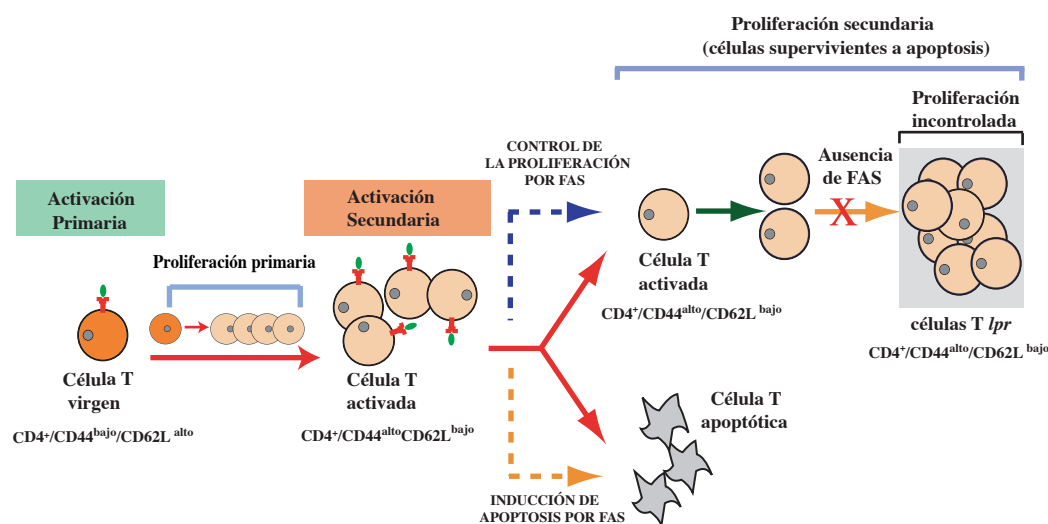 Proliferación secundaria
(células supervivientes a apoptosis)
Proliferación
incontrolada
CONTROL DE
LA PROLIFERACIÓN
POR FAS
Ausencia
de FAS
X
Activación
Primaria
Activación
Secundaria
Proliferación primaria
Célula T
activada
CD4+/CD44alto/CD62L bajo
células T lpr
CD4+/CD44alto/CD62L bajo
Célula T
virgen
CD4+/CD44bajo/CD62L alto
Célula T
activada
CD4+/CD44altoCD62Lbajo
Célula T
apoptótica
INDUCCIÓN DE
APOPTOSIS POR FAS